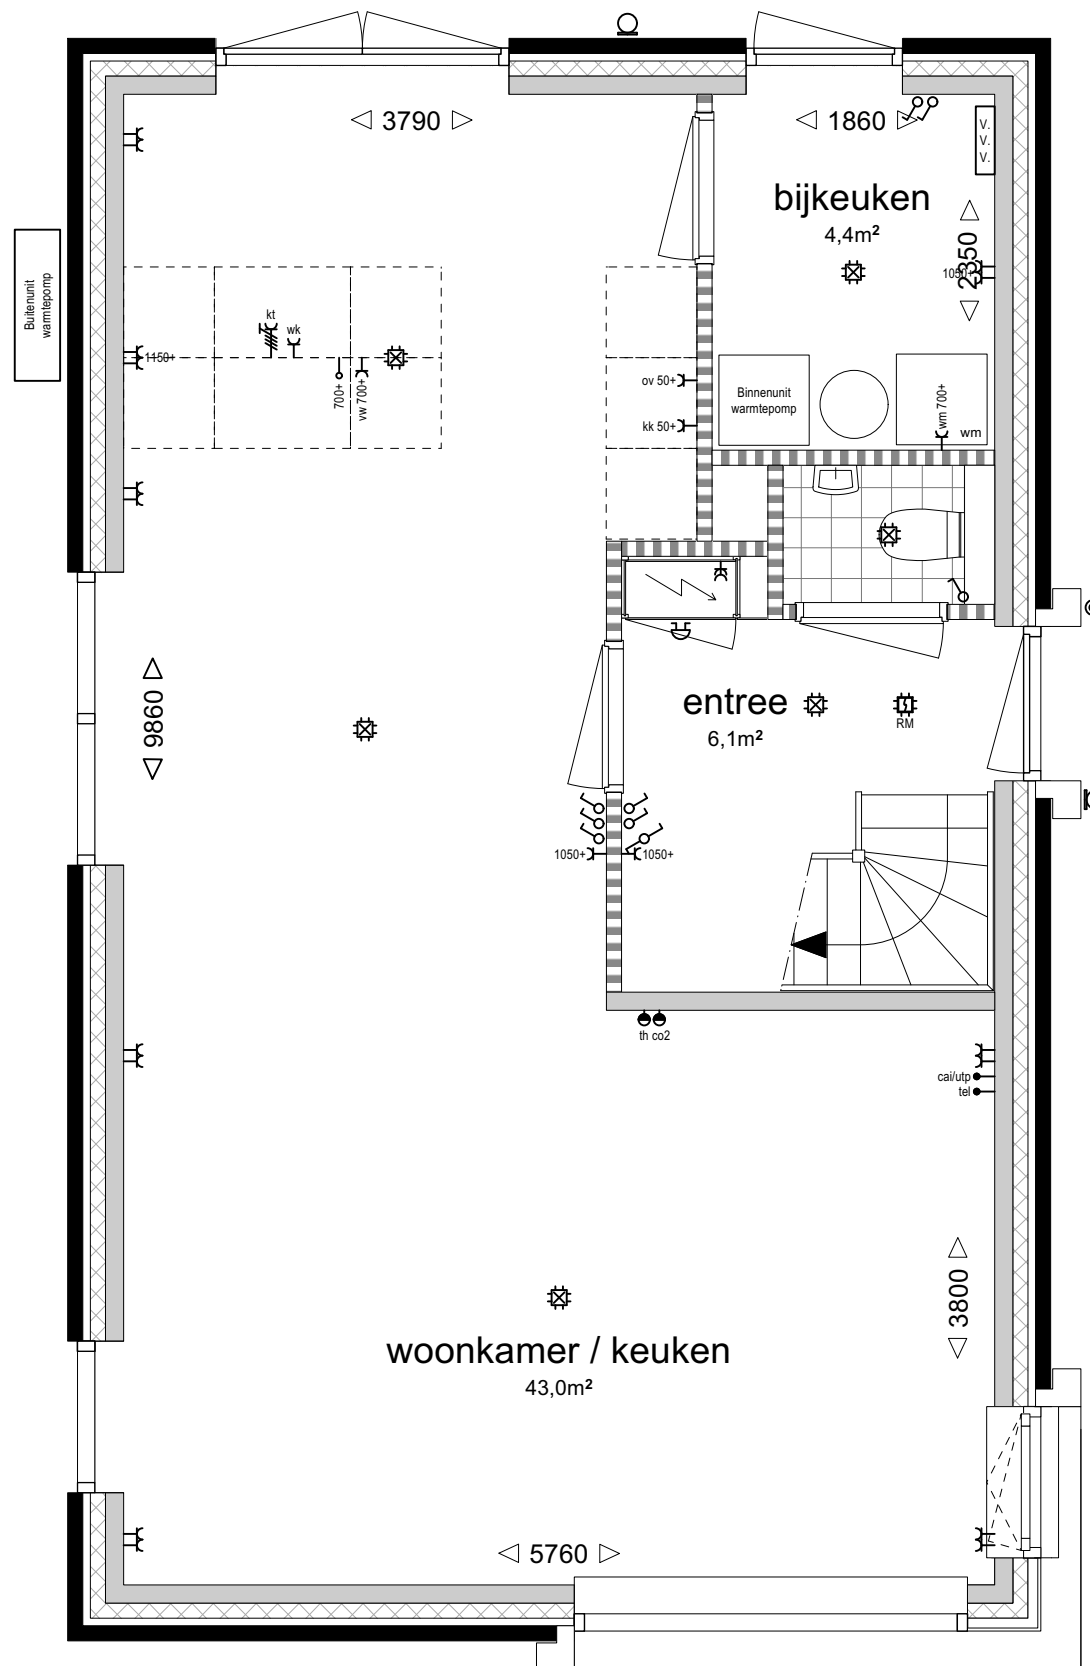 3790
1860
V.
V.
V.
bijkeuken
4,4m²
2350
1050+
Buitenunit
warmtepomp
kt
wk
1150+
700+
vw 700+
ov 50+
kk 50+
Binnenunit
warmtepomp
wm 700+
wm
9860
entree
6,1m²
RM
1050+
1050+
th co2
cai/utp
tel
3800
woonkamer / keuken
43,0m²
5760